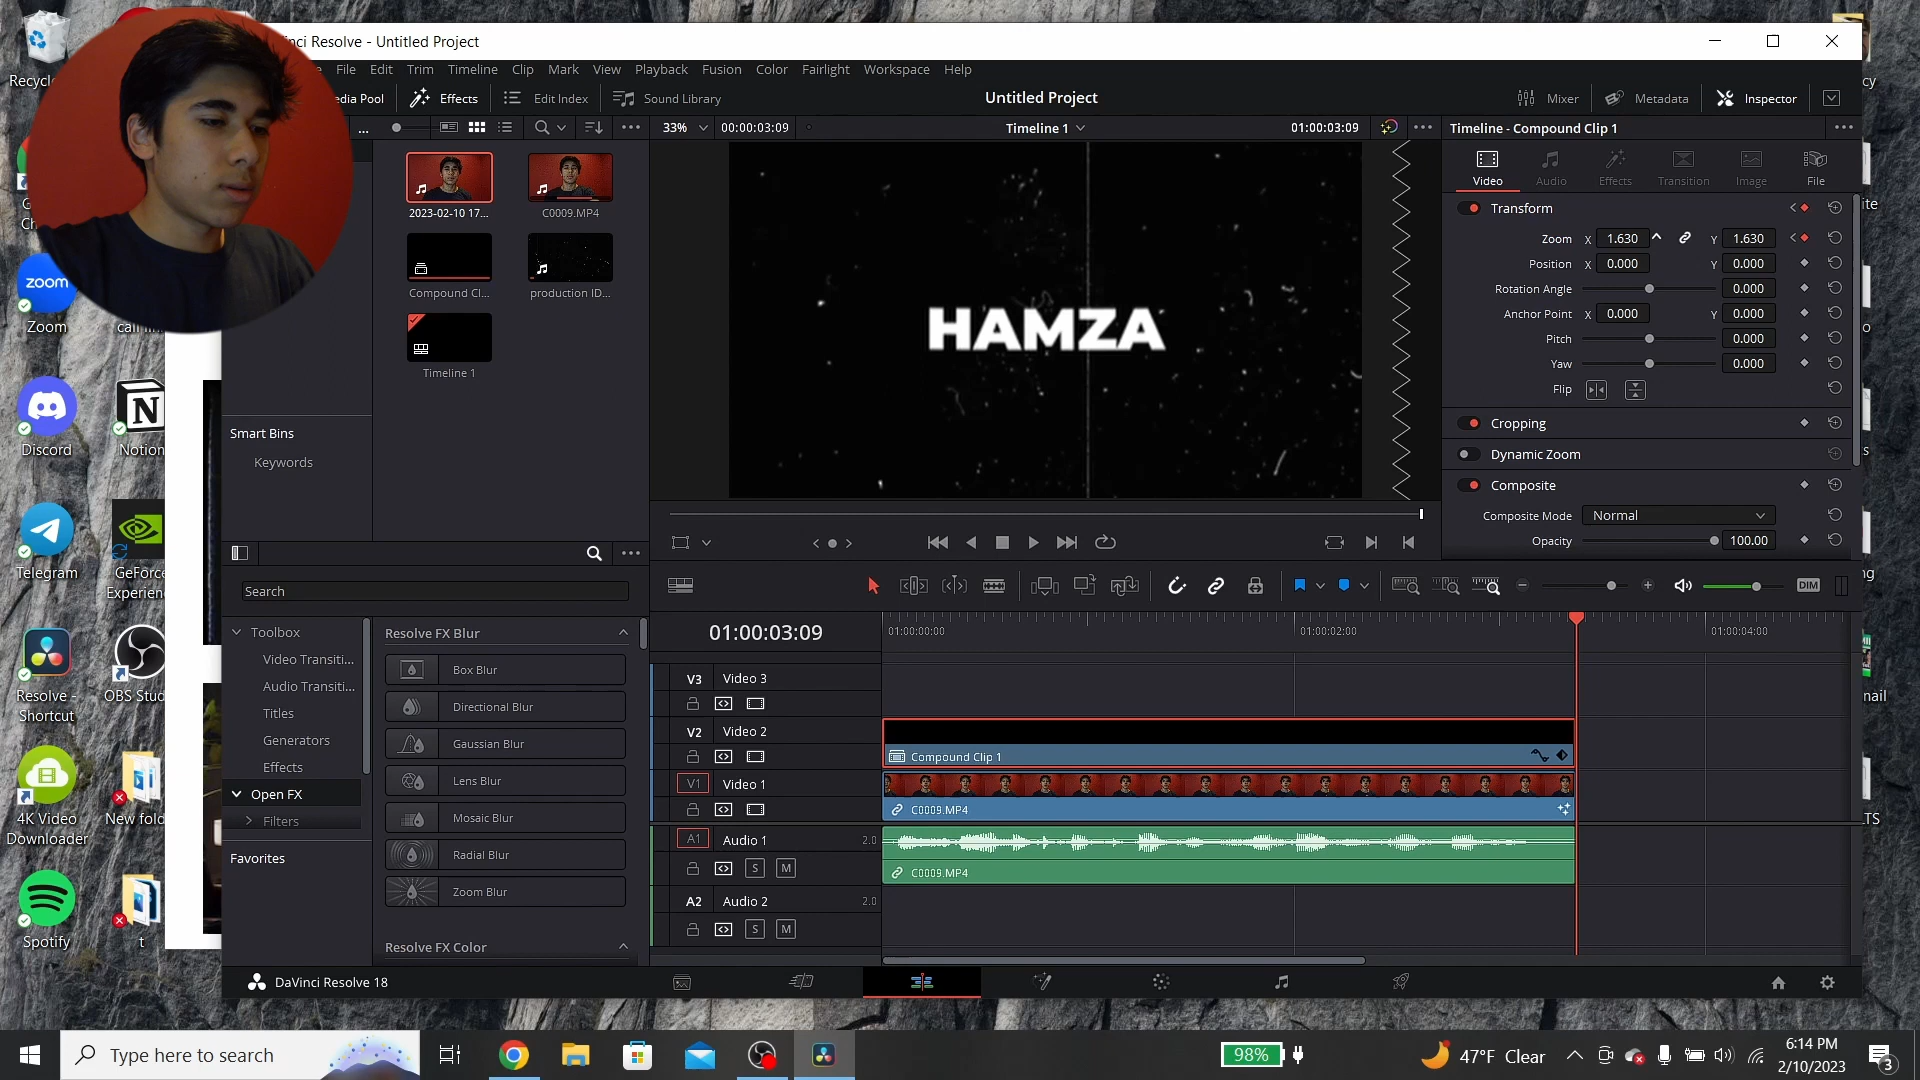 Recyc
inci Resolve - Untitled Project
File Edit Trim Timeline Clip Mark View Playback Fusion Color Fairlight Workspace Help
edia Pool Effects Edit Index Sound Library
Untitled Project
Mixer Metadata Inspector
... 33% 00:00:03:09 Timeline 1 01:00:03:09
Timeline - Compound Clip 1
2023-02-10 17...
C0009.MP4
Compound Cl...
production ID...
Timeline 1
HAMZA
Video Audio Effects Transition Image File
Transform
Zoom X 1.630 Y 1.630
Position X 0.000 Y 0.000
Rotation Angle 0.000
Anchor Point X 0.000 Y 0.000
Pitch 0.000
Yaw 0.000
Flip
Cropping
Dynamic Zoom
Composite
Composite Mode Normal
Opacity 100.00
Smart Bins
Keywords
Search
Toolbox
Video Transiti...
Audio Transiti...
Titles
Generators
Effects
Open FX
Filters
Favorites
Resolve FX Blur
Box Blur
Directional Blur
Gaussian Blur
Lens Blur
Mosaic Blur
Radial Blur
Zoom Blur
Resolve FX Color
DIM
01:00:03:09
01:00:00:00 01:00:02:00 01:00:04:00
V3 Video 3
V2 Video 2
Compound Clip 1
V1 Video 1
C0009.MP4
A1 Audio 1 2.0
S M
C0009.MP4
A2 Audio 2 2.0
S M
DaVinci Resolve 18
zoom
Zoom
Discord
Notion
Telegram
GeForce
Experien
Resolve -
Shortcut
OBS Stud
4K Video
Downloader
New fold
Spotify
t
Type here to search
98%
47°F Clear
6:14 PM
2/10/2023
3